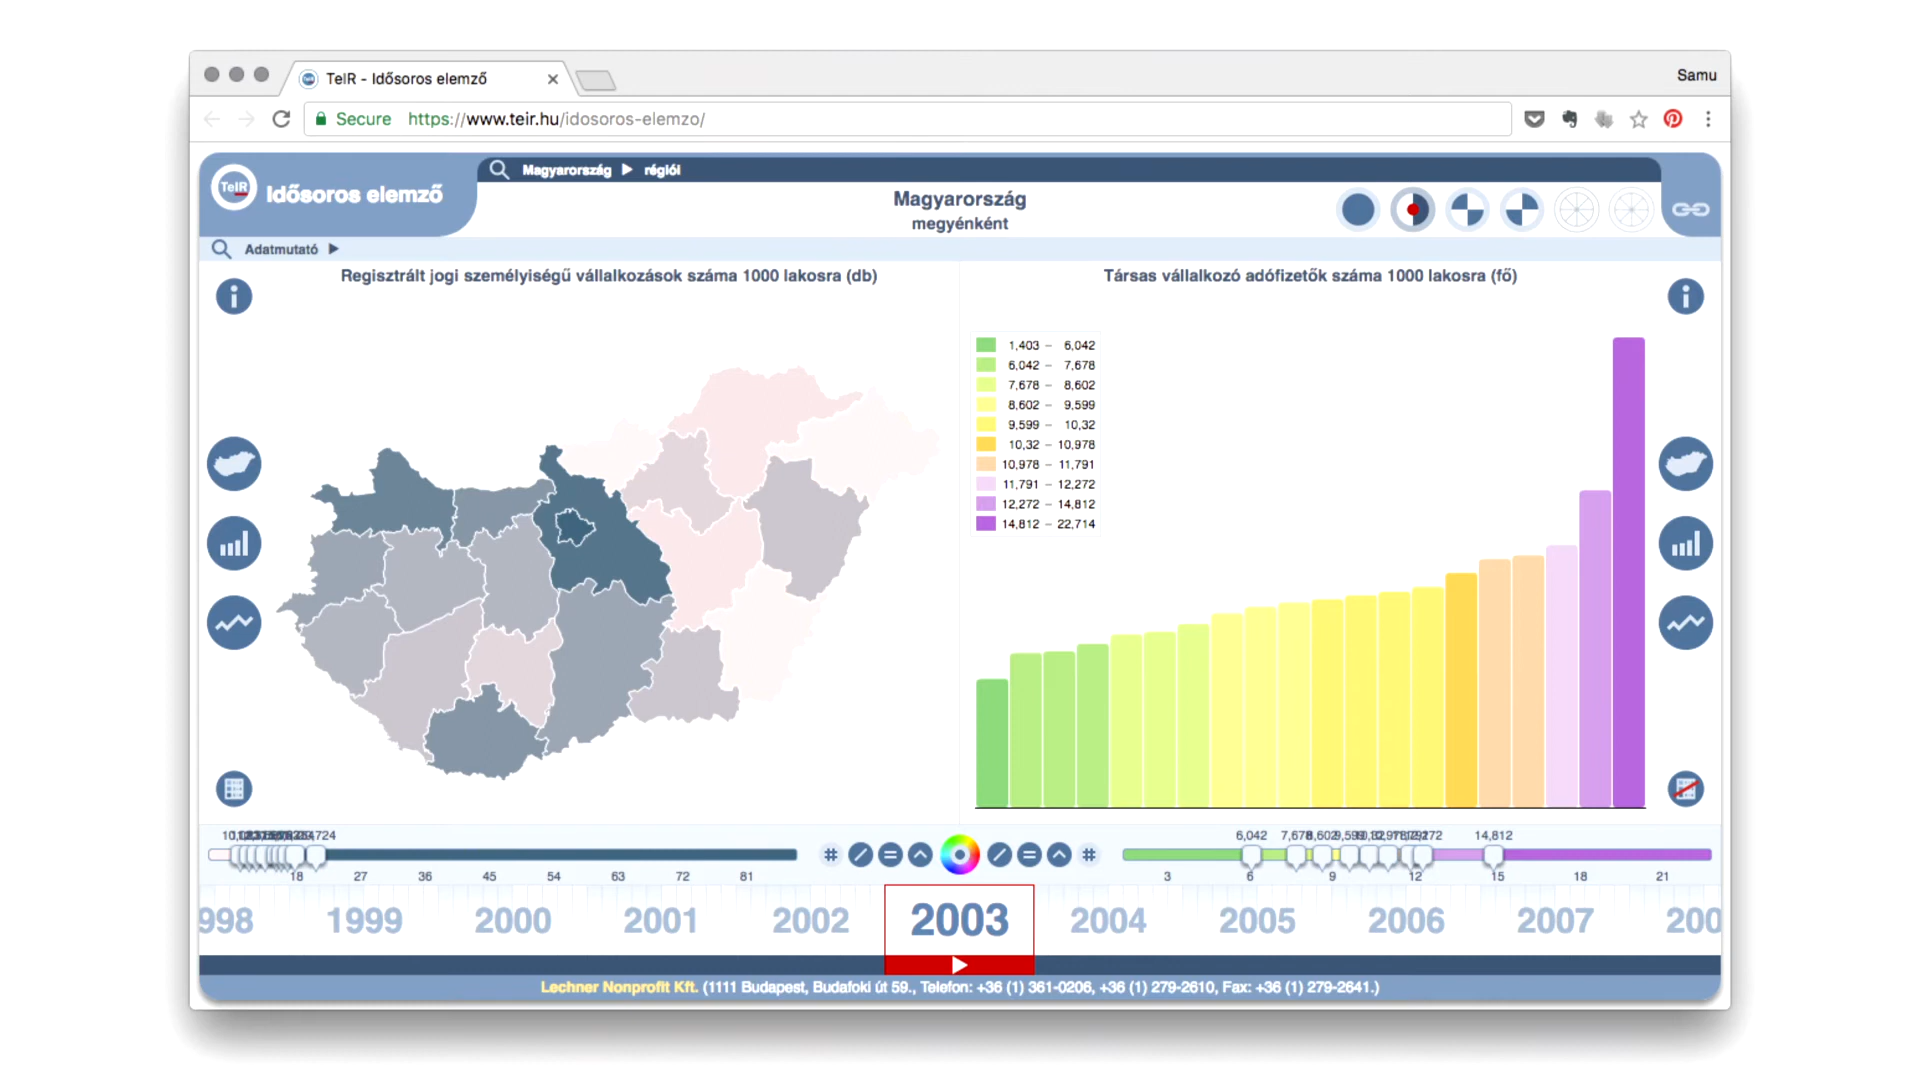 TeIR - Idősoros elemző
Samu
Secure https://www.teir.hu/idosoros-elemzo/
TeIR
Idősoros elemző
Magyarország ▶ régiói
Magyarország
megyénként
Adatmutató ▶
Regisztrált jogi személyiségű vállalkozások száma 1000 lakosra (db)
Társas vállalkozó adófizetők száma 1000 lakosra (fő)
1,403 – 6,042
6,042 – 7,678
7,678 – 8,602
8,602 – 9,599
9,599 – 10,32
10,32 – 10,978
10,978 – 11,791
11,791 – 12,272
12,272 – 14,812
14,812 – 22,714
6,042 14,812
18 27 36 45 54 63 72 81
3 6 9 12 15 18 21
998 1999 2000 2001 2002 2003 2004 2005 2006 2007 200
Lechner Nonprofit Kft. (1111 Budapest, Budafoki út 59., Telefon: +36 (1) 361-0206, +36 (1) 279-2610, Fax: +36 (1) 279-2641.)